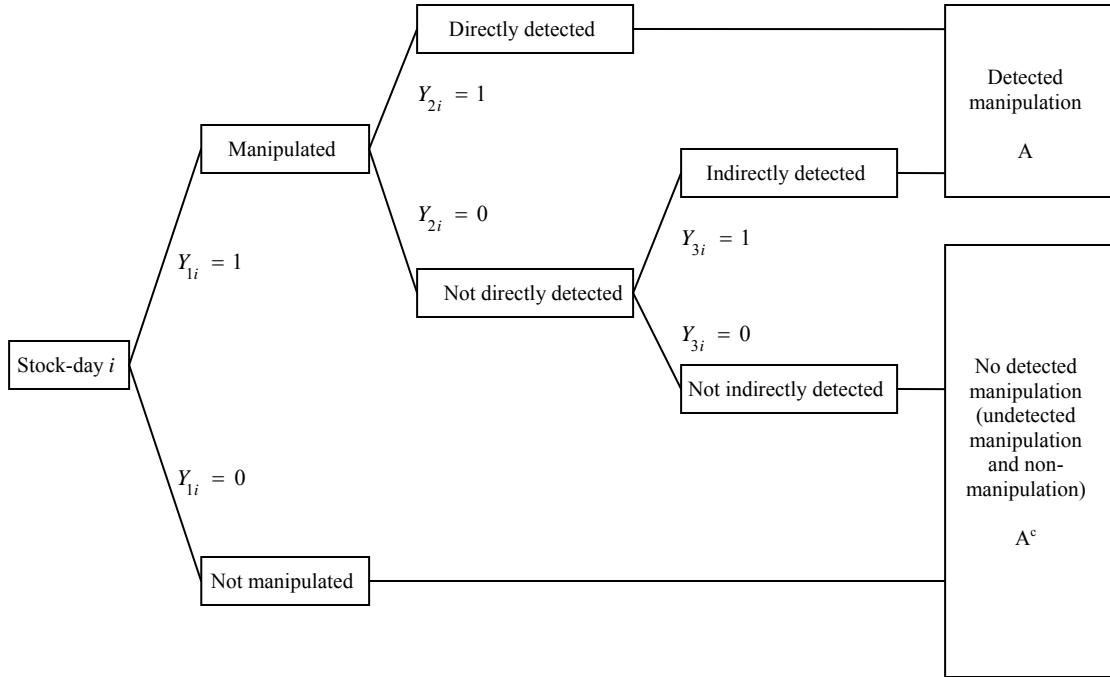 Directly detected
Detected
manipulation
A
Y2i = 1
Manipulated
Indirectly detected
Y2i = 0
Y3i = 1
Y1i = 1
Not directly detected
Y3i = 0
Stock-day i
Not indirectly detected
No detected
manipulation
(undetected
manipulation
and non-
manipulation)
Ac
Y1i = 0
Not manipulated